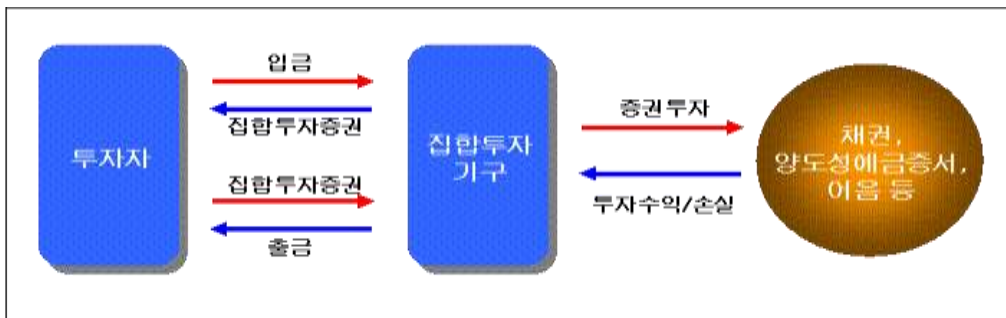 입금
집합투자증권
투자자
집합투자증권
출금
집합투자
기구
증권투자
투자수익/손실
채권,
양도성예금증서,
어음 등